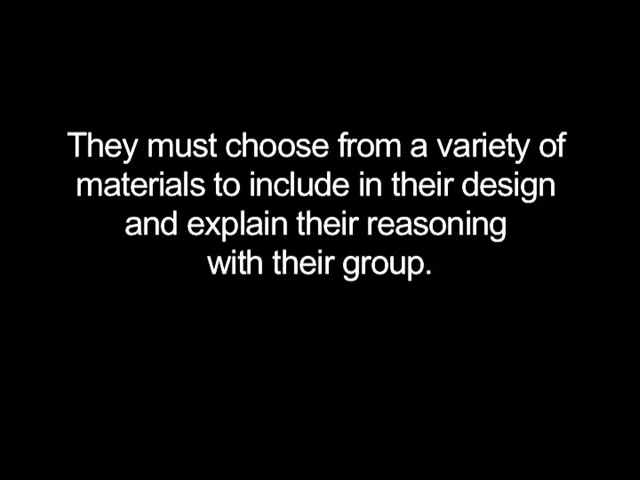 They must choose from a variety of
materials to include in their design
and explain their reasoning
with their group.